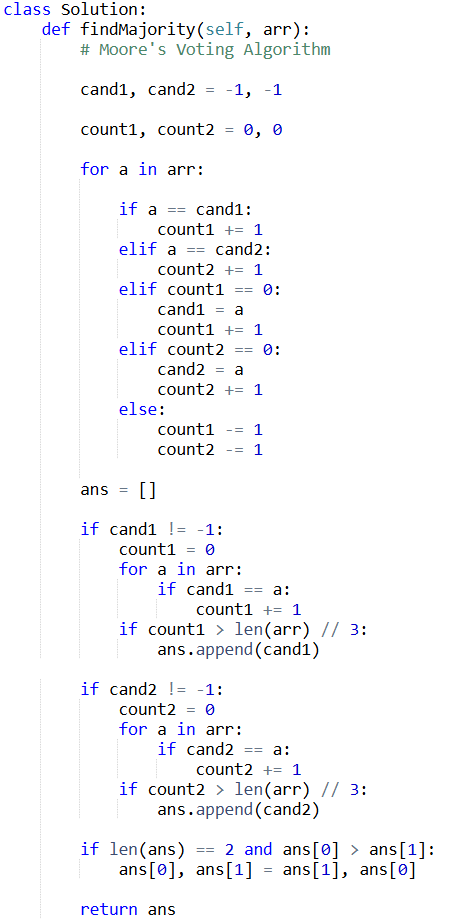 class Solution:
    def findMajority(self, arr):
        # Moore's Voting Algorithm
        cand1, cand2 = -1, -1
        count1, count2 = 0, 0
        for a in arr:
            if a == cand1:
                count1 += 1
            elif a == cand2:
                count2 += 1
            elif count1 == 0:
                cand1 = a
                count1 += 1
            elif count2 == 0:
                cand2 = a
                count2 += 1
            else:
                count1 -= 1
                count2 -= 1
        ans = []
        if cand1 != -1:
            count1 = 0
            for a in arr:
                if cand1 == a:
                    count1 += 1
            if count1 > len(arr) // 3:
                ans.append(cand1)
        if cand2 != -1:
            count2 = 0
            for a in arr:
                if cand2 == a:
                    count2 += 1
            if count2 > len(arr) // 3:
                ans.append(cand2)
        if len(ans) == 2 and ans[0] > ans[1]:
            ans[0], ans[1] = ans[1], ans[0]
        return ans